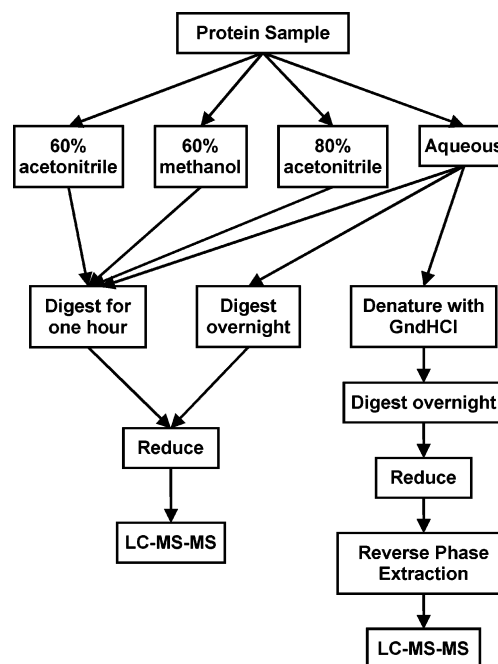 Protein Sample
60%
acetonitrile
60%
methanol
80%
acetonitrile
Aqueous
Digest for
one hour
Digest
overnight
Denature with
GndHCl
Digest overnight
Reduce
Reduce
LC-MS-MS
Reverse Phase
Extraction
LC-MS-MS